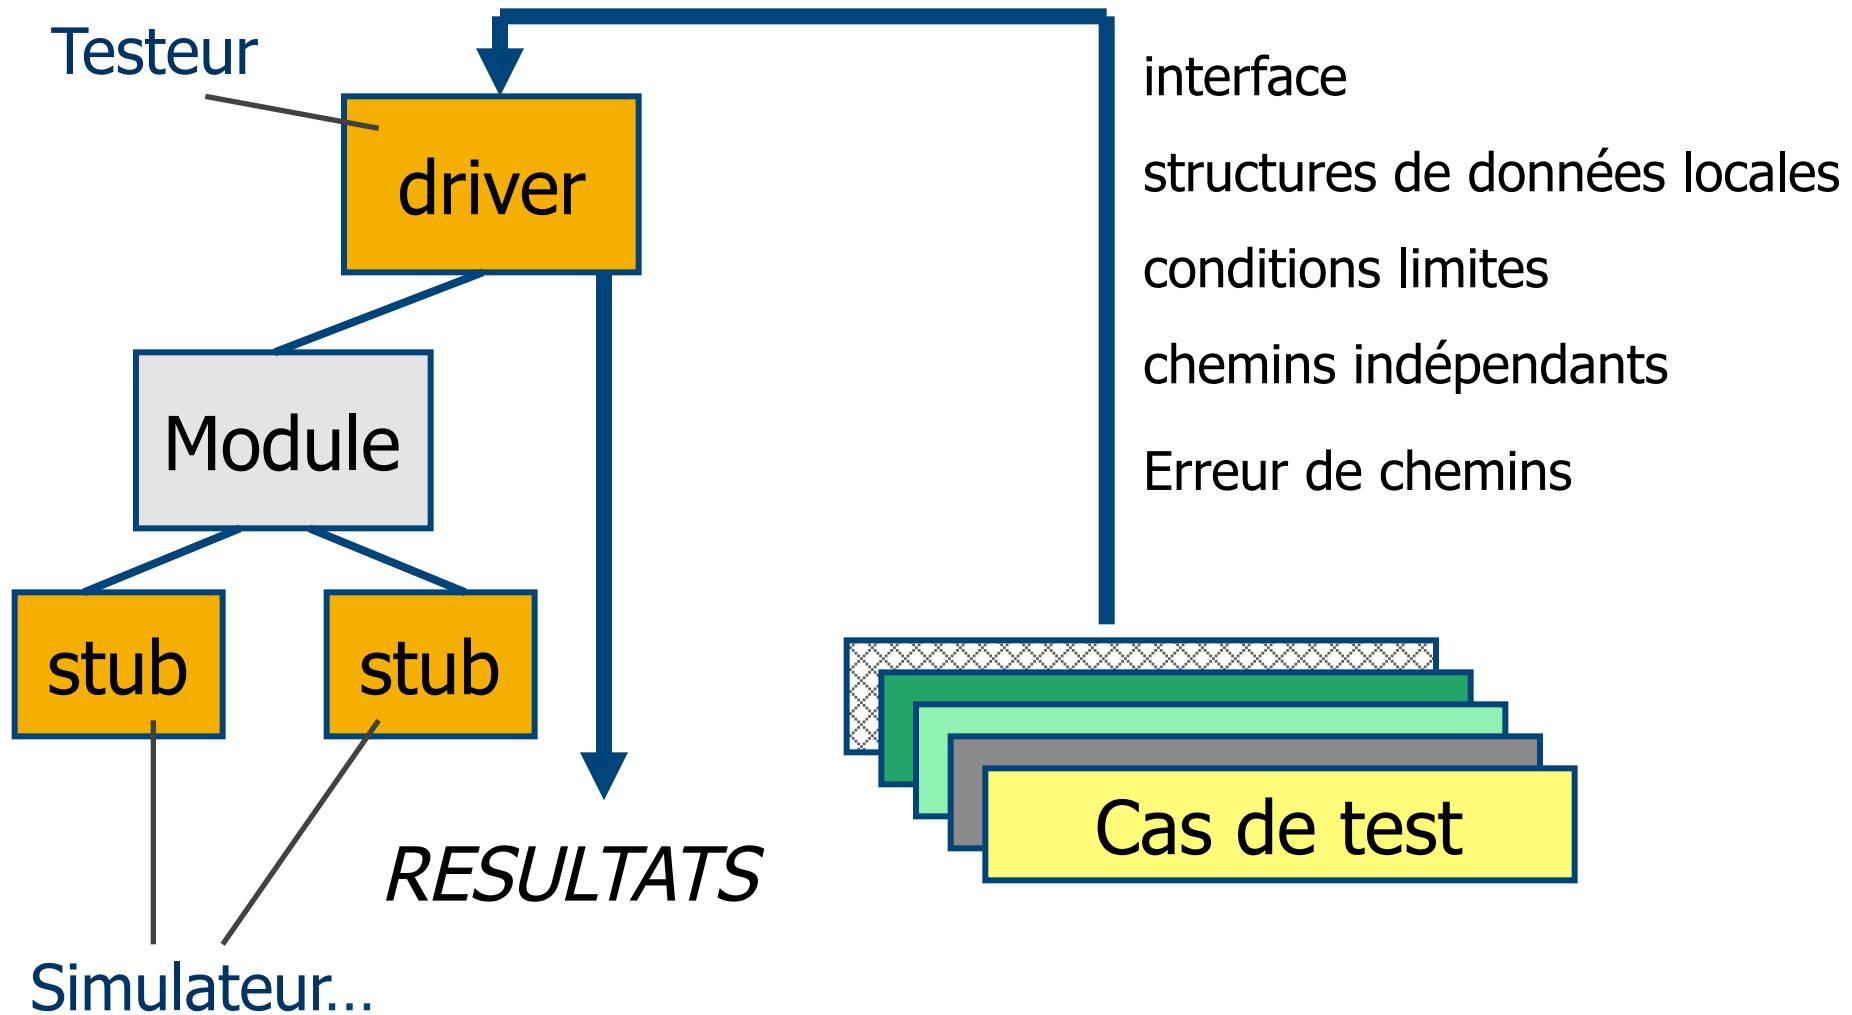 Testeur
driver
Module
stub
stub
RESULTATS
Simulateur...
interface
structures de données locales
conditions limites
chemins indépendants
Erreur de chemins
Cas de test